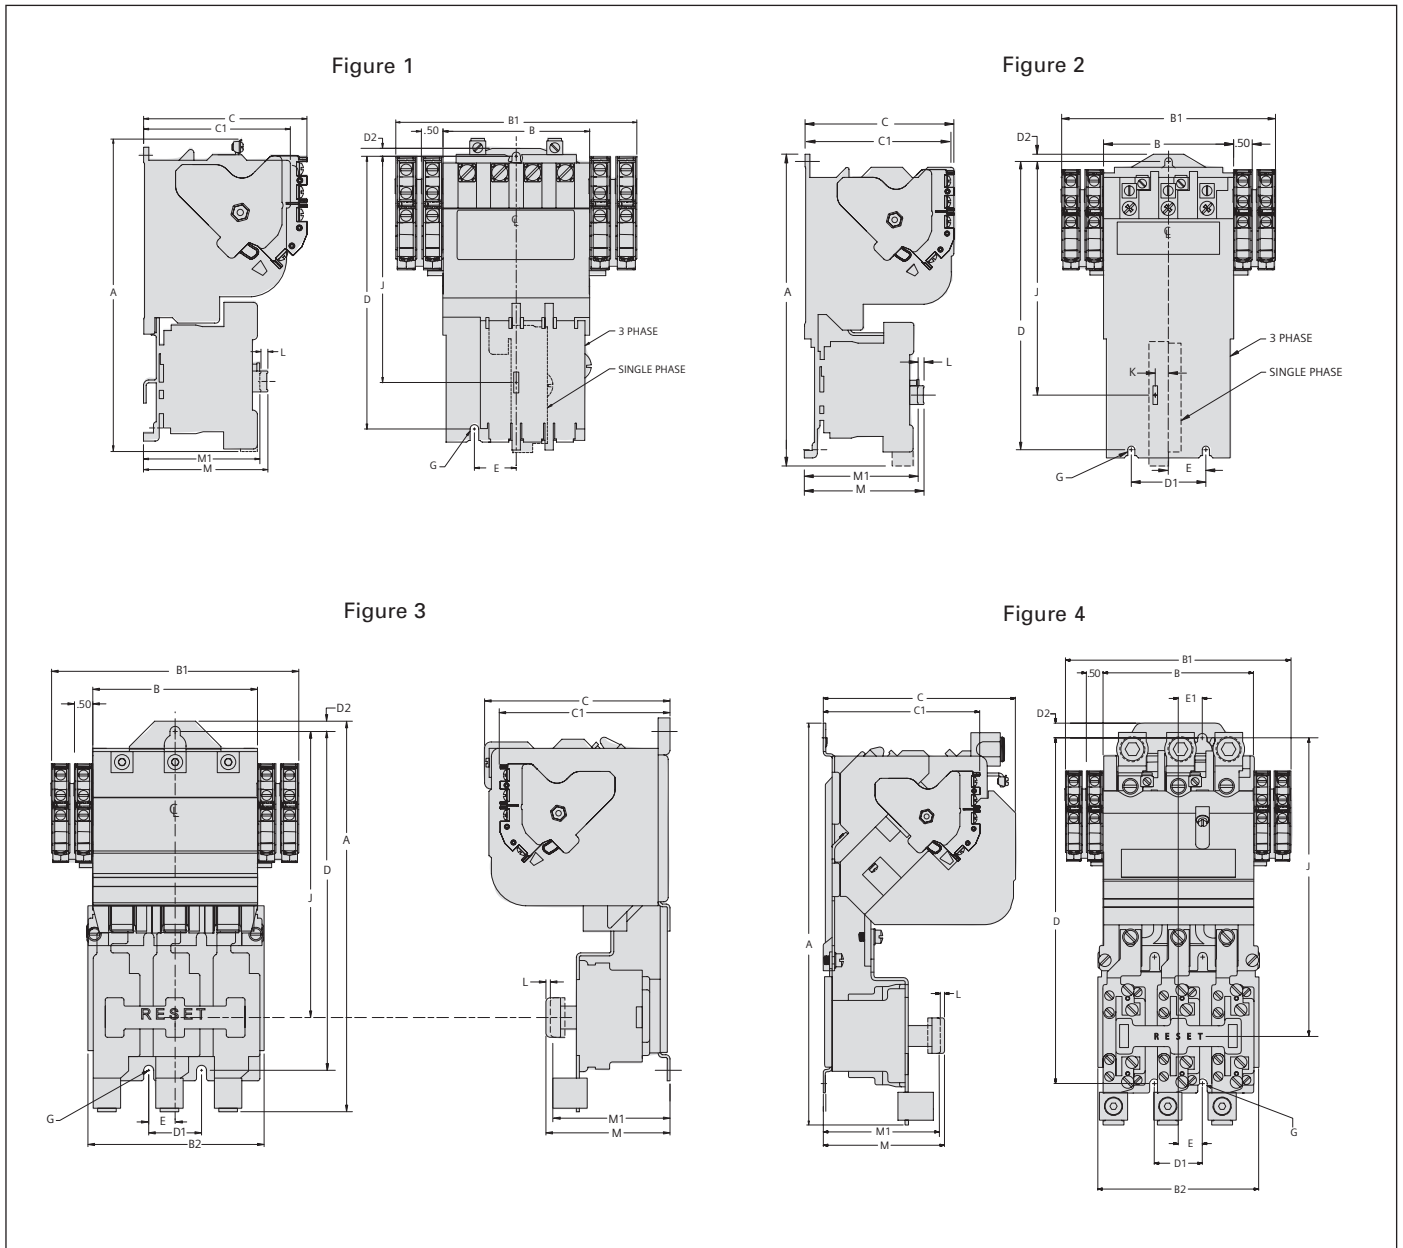 Figure 1
C
C1
A
L
M1
M
B1
D2
.50
B
℄
J
D
3 PHASE
SINGLE PHASE
G
E
Figure 2
C
C1
A
L
M1
M
B1
D2
B
.50
℄
J
D
K
3 PHASE
SINGLE PHASE
G
E
D1
Figure 3
B1
B
.50
D2
℄
A
D
J
RESET
G
E
D1
B2
C
C1
L
M1
M
Figure 4
C
C1
A
L
M1
M
B1
.50
B
E1
D2
J
D
RESET
G
E
D1
B2